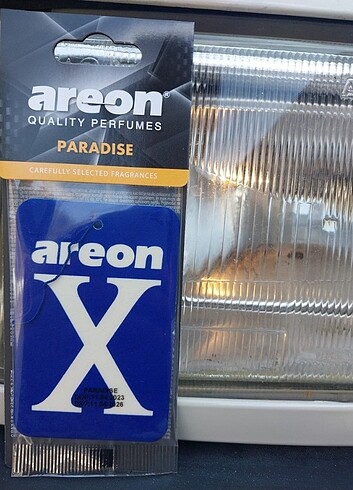 areon®
QUALITY PERFUMES
PARADISE
CAREFULLY SELECTED FRAGRANCES
areon
X
PARADISE